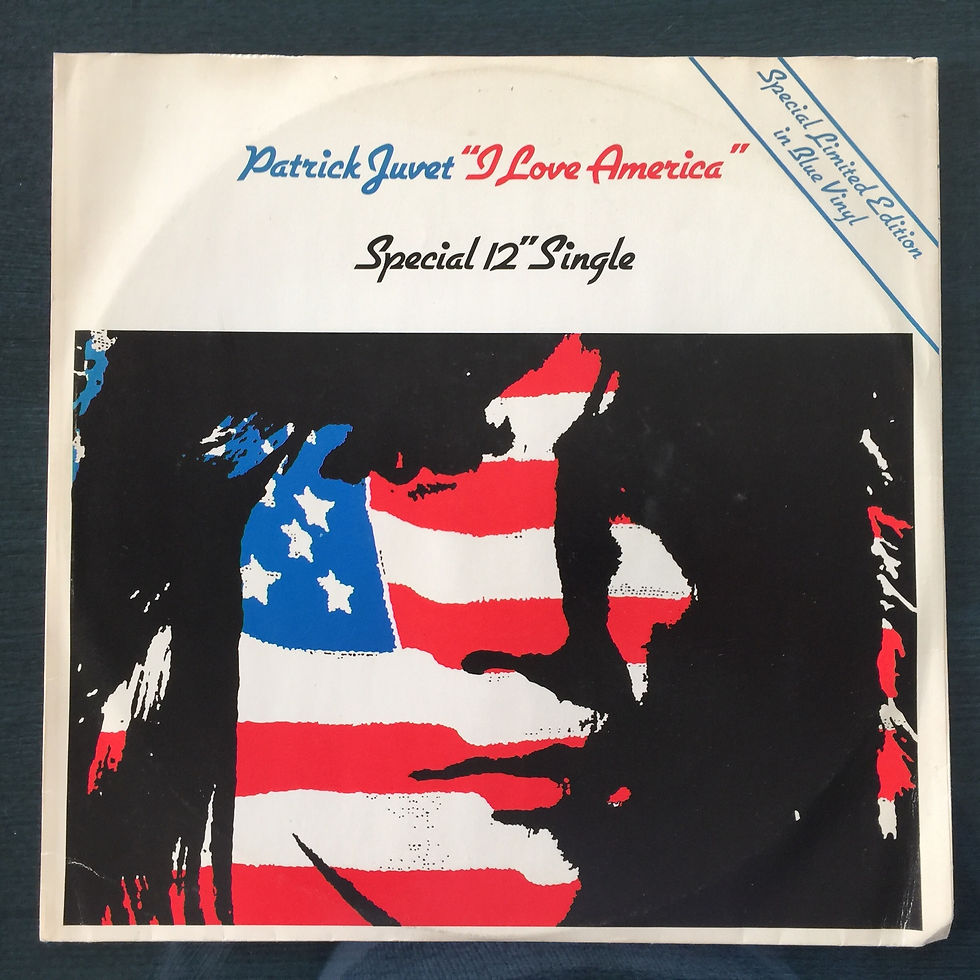 Patrick Juvet “I Love America”
Special 12” Single
Special Limited Edition
in Blue Vinyl